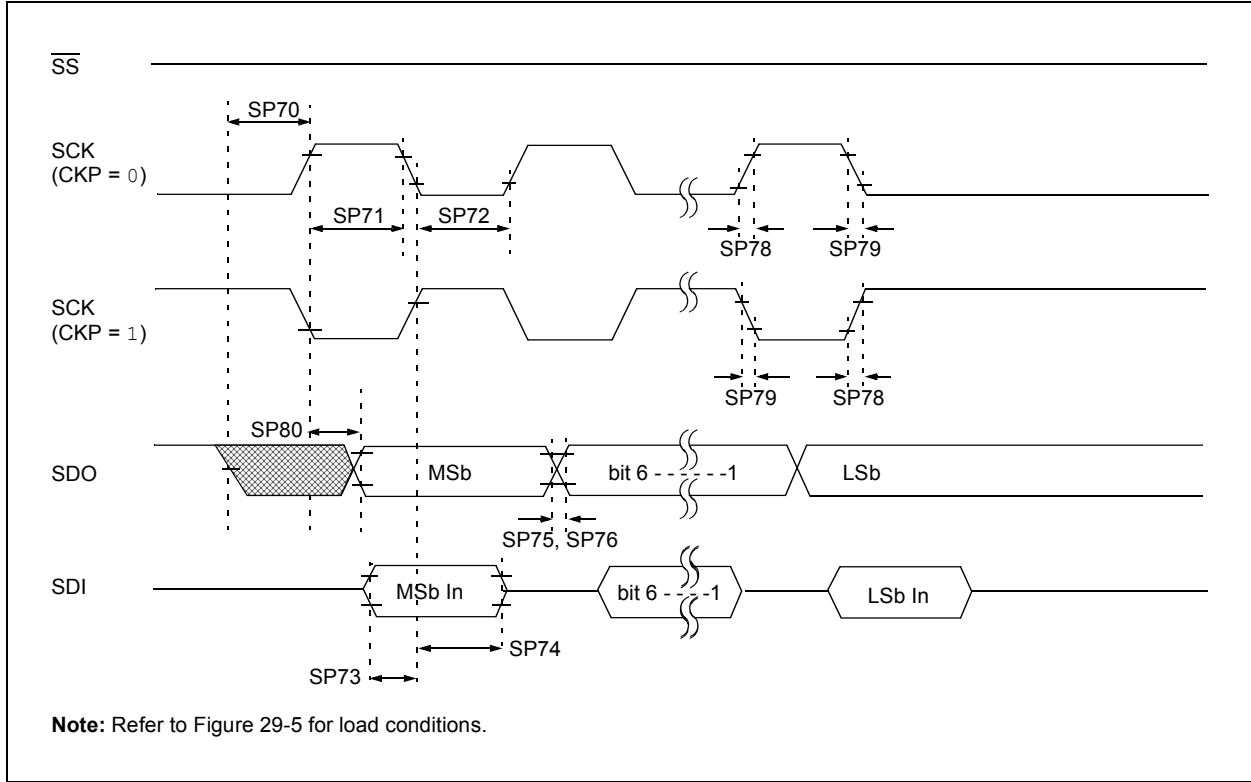 SS
SP70
SCK
(CKP = 0)
SP71
SP72
SP78
SP79
SCK
(CKP = 1)
SP79
SP78
SP80
SDO
MSb
bit 6 - - - - - -1
LSb
SP75, SP76
SDI
MSb In
bit 6 - - - -1
LSb In
SP74
SP73
Note: Refer to Figure 29-5 for load conditions.